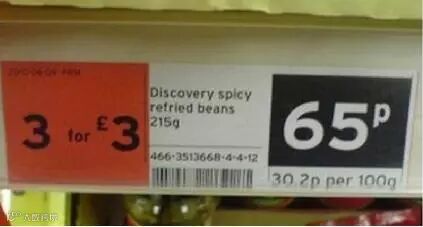 3 for £3
Discovery spicy
refried beans
215g
466-3513668-4-4-12
65p
30.2p per 100g